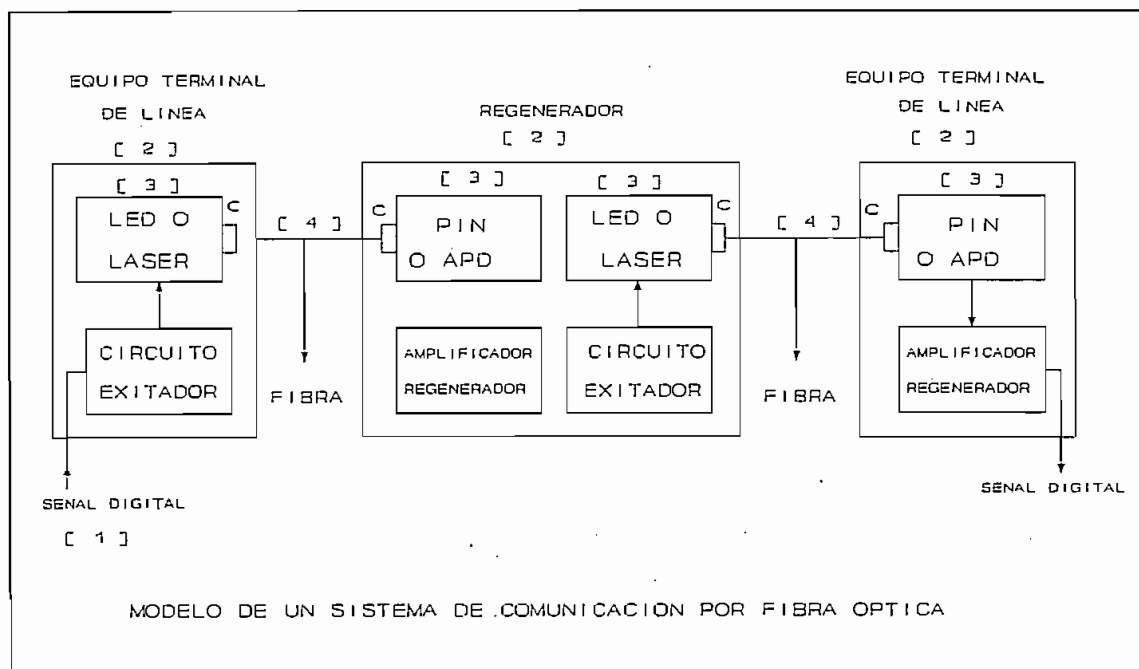 EQUIPO TERMINAL
DE LINEA
[ 2 ]
[ 3 ]
LED O
LASER
C
CIRCUITO
EXITADOR
SENAL DIGITAL
[ 1 ]
[ 4 ]
FIBRA
REGENERADOR
[ 2 ]
[ 3 ]
C
PIN
O APD
AMPLIFICADOR
REGENERADOR
[ 3 ]
LED O
LASER
C
CIRCUITO
EXITADOR
[ 4 ]
FIBRA
EQUIPO TERMINAL
DE LINEA
[ 2 ]
[ 3 ]
C
PIN
O APD
AMPLIFICADOR
REGENERADOR
SENAL DIGITAL
MODELO DE UN SISTEMA DE COMUNICACIÓN POR FIBRA OPTICA